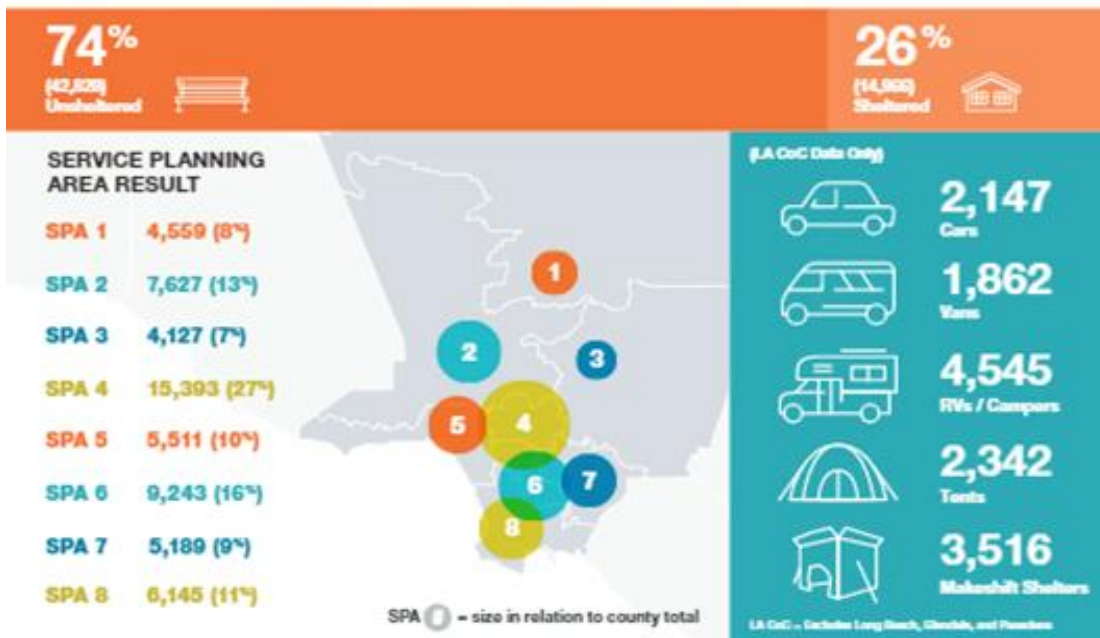 74%
(42,828)
Unsheltered
26%
(14,966)
Sheltered
SERVICE PLANNING
AREA RESULT
SPA 1 4,559 (8%)
SPA 2 7,627 (13%)
SPA 3 4,127 (7%)
SPA 4 15,393 (27%)
SPA 5 5,511 (10%)
SPA 6 9,243 (16%)
SPA 7 5,189 (9%)
SPA 8 6,145 (11%)
1
2
3
4
5
6
7
8
SPA = size in relation to county total
(LA CoC Data Only)
2,147
Cars
1,862
Vans
4,545
RVs / Campers
2,342
Tents
3,516
Makeshift Shelters
LA CoC = Excludes Long Beach, Glendale, and Pasadena